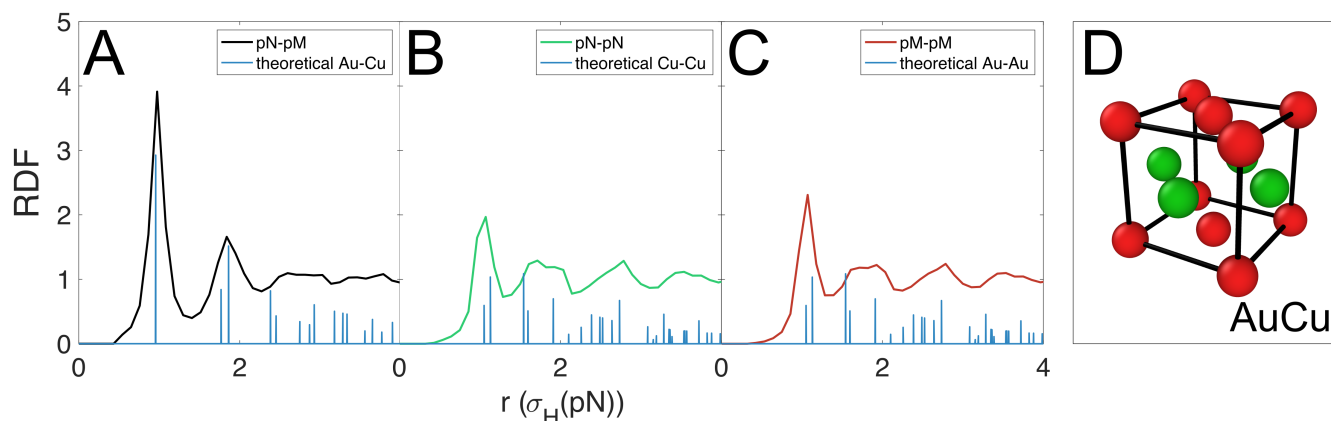 A
pN-pM
theoretical Au-Cu
B
pN-pN
theoretical Cu-Cu
C
pM-pM
theoretical Au-Au
D
AuCu
RDF
5
4
3
2
1
0
0 2 0 2 0 2 4
r (σH(pN))